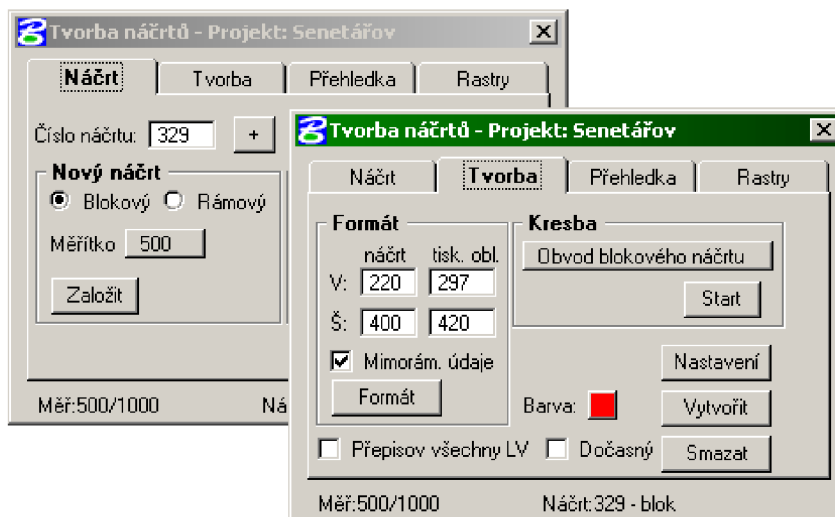 Tvorba náčrtů - Projekt: Senetářov
Náčrt Tvorba Přehledka Rastry
Číslo náčrtu: 329 +
Nový náčrt
Blokový Rámový
Měřítko 500
Založit
Měř:500/1000 Ná
Tvorba náčrtů - Projekt: Senetářov
Náčrt Tvorba Přehledka Rastry
Formát
náčrt tisk. obl.
V: 220 297
Š: 400 420
Mimorám. údaje
Formát
Kresba
Obvod blokového náčrtu
Start
Nastavení
Barva: Vytvořit
Přepisov všechny LV Dočasný Smazat
Měř:500/1000 Náčrt:329 - blok